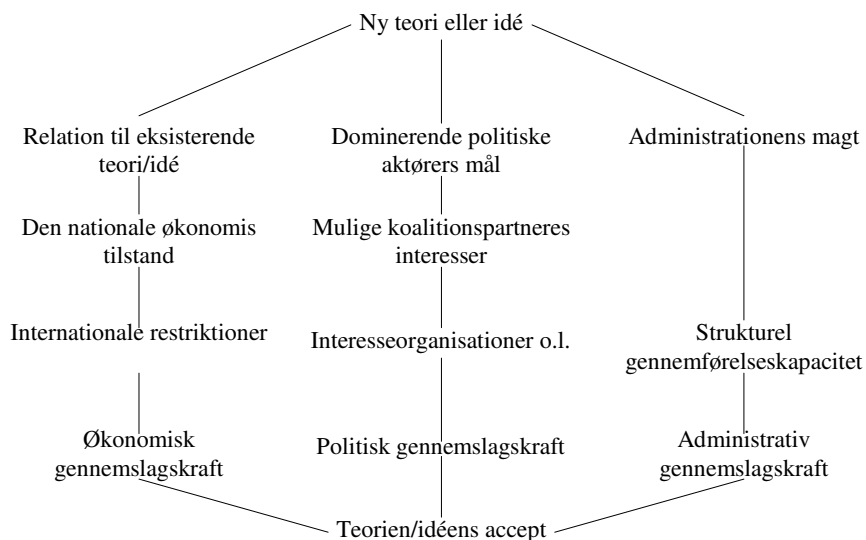 Ny teori eller idé
Relation til eksisterende
teori/idé
Dominerende politiske
aktørers mål
Administrationens magt
Den nationale økonomis
tilstand
Mulige koalitionspartneres
interesser
Internationale restriktioner
Interesseorganisationer o.l.
Strukturel
gennemførelseskapacitet
Økonomisk
gennemslagskraft
Politisk gennemslagskraft
Administrativ
gennemslagskraft
Teorien/idéens accept